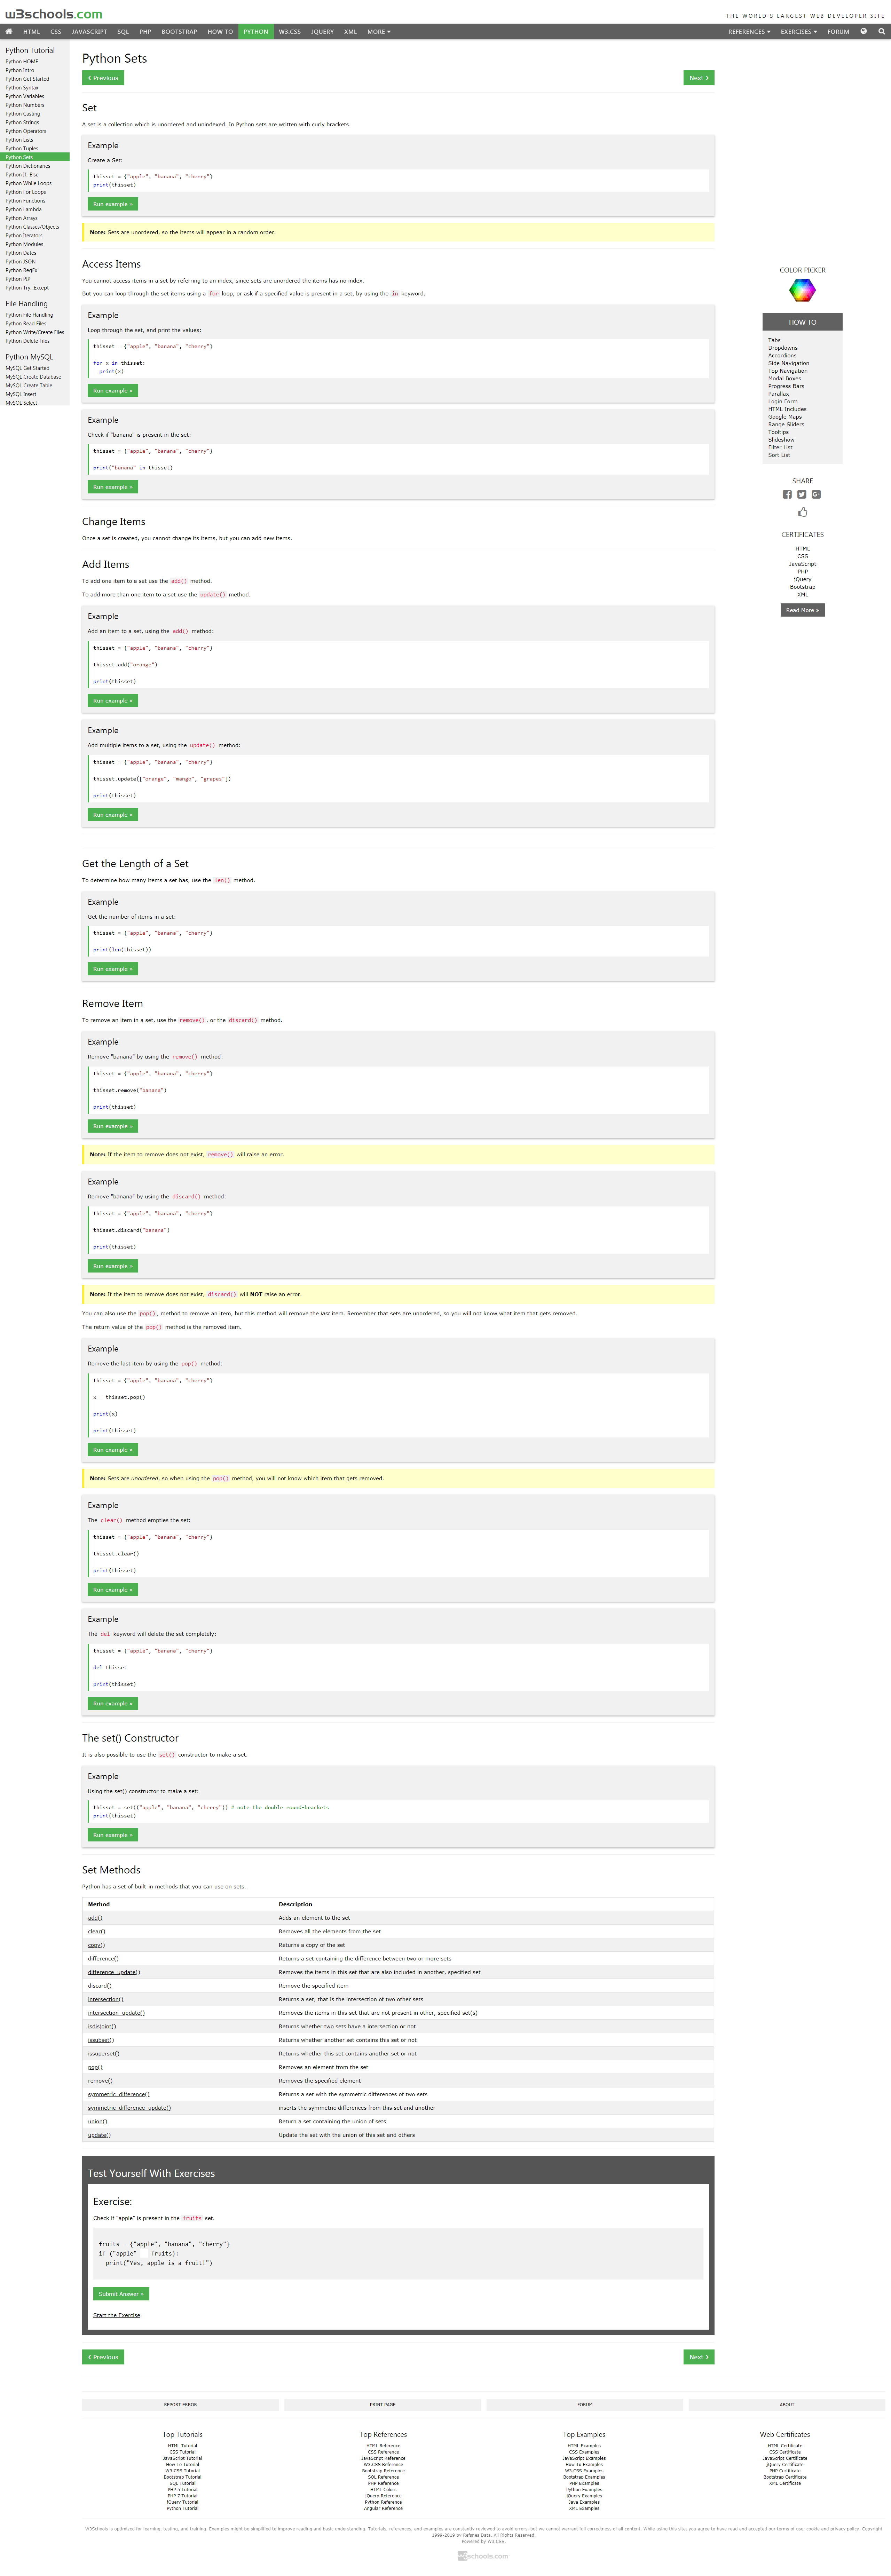 w3schools.com
THE WORLD'S LARGEST WEB DEVELOPER SITE
HTML CSS JAVASCRIPT SQL PHP BOOTSTRAP HOW TO PYTHON W3.CSS JQUERY XML MORE REFERENCES EXERCISES FORUM
Python Tutorial
Python HOME
Python Intro
Python Get Started
Python Syntax
Python Variables
Python Numbers
Python Casting
Python Strings
Python Operators
Python Lists
Python Tuples
Python Sets
Python Dictionaries
Python If...Else
Python While Loops
Python For Loops
Python Functions
Python Lambda
Python Arrays
Python Classes/Objects
Python Iterators
Python Modules
Python Dates
Python JSON
Python RegEx
Python PIP
Python Try...Except
File Handling
Python File Handling
Python Read Files
Python Write/Create Files
Python Delete Files
Python MySQL
MySQL Get Started
MySQL Create Database
MySQL Create Table
MySQL Insert
MySQL Select
Python Sets
❮ Previous
Next ❯
Set
A set is a collection which is unordered and unindexed. In Python sets are written with curly brackets.
Example
Create a Set:
thisset = {"apple", "banana", "cherry"}
print(thisset)
Run example »
Note: Sets are unordered, so the items will appear in a random order.
Access Items
You cannot access items in a set by referring to an index, since sets are unordered the items has no index.
But you can loop through the set items using a for loop, or ask if a specified value is present in a set, by using the in keyword.
Example
Loop through the set, and print the values:
thisset = {"apple", "banana", "cherry"}
for x in thisset:
print(x)
Run example »
Example
Check if "banana" is present in the set:
thisset = {"apple", "banana", "cherry"}
print("banana" in thisset)
Run example »
Change Items
Once a set is created, you cannot change its items, but you can add new items.
Add Items
To add one item to a set use the add() method.
To add more than one item to a set use the update() method.
Example
Add an item to a set, using the add() method:
thisset = {"apple", "banana", "cherry"}
thisset.add("orange")
print(thisset)
Run example »
Example
Add multiple items to a set, using the update() method:
thisset = {"apple", "banana", "cherry"}
thisset.update(["orange", "mango", "grapes"])
print(thisset)
Run example »
Get the Length of a Set
To determine how many items a set has, use the len() method.
Example
Get the number of items in a set:
thisset = {"apple", "banana", "cherry"}
print(len(thisset))
Run example »
Remove Item
To remove an item in a set, use the remove(), or the discard() method.
Example
Remove "banana" by using the remove() method:
thisset = {"apple", "banana", "cherry"}
thisset.remove("banana")
print(thisset)
Run example »
Note: If the item to remove does not exist, remove() will raise an error.
Example
Remove "banana" by using the discard() method:
thisset = {"apple", "banana", "cherry"}
thisset.discard("banana")
print(thisset)
Run example »
Note: If the item to remove does not exist, discard() will NOT raise an error.
You can also use the pop(), method to remove an item, but this method will remove the last item. Remember that sets are unordered, so you will not know what item that gets removed.
The return value of the pop() method is the removed item.
Example
Remove the last item by using the pop() method:
thisset = {"apple", "banana", "cherry"}
x = thisset.pop()
print(x)
print(thisset)
Run example »
Note: Sets are unordered, so when using the pop() method, you will not know which item that gets removed.
Example
The clear() method empties the set:
thisset = {"apple", "banana", "cherry"}
thisset.clear()
print(thisset)
Run example »
Example
The del keyword will delete the set completely:
thisset = {"apple", "banana", "cherry"}
del thisset
print(thisset)
Run example »
The set() Constructor
It is also possible to use the set() constructor to make a set.
Example
Using the set() constructor to make a set:
thisset = set(("apple", "banana", "cherry")) # note the double round-brackets
print(thisset)
Run example »
Set Methods
Python has a set of built-in methods that you can use on sets.
Method Description
add() Adds an element to the set
clear() Removes all the elements from the set
copy() Returns a copy of the set
difference() Returns a set containing the difference between two or more sets
difference_update() Removes the items in this set that are also included in another, specified set
discard() Remove the specified item
intersection() Returns a set, that is the intersection of two other sets
intersection_update() Removes the items in this set that are not present in other, specified set(s)
isdisjoint() Returns whether two sets have a intersection or not
issubset() Returns whether another set contains this set or not
issuperset() Returns whether this set contains another set or not
pop() Removes an element from the set
remove() Removes the specified element
symmetric_difference() Returns a set with the symmetric differences of two sets
symmetric_difference_update() inserts the symmetric differences from this set and another
union() Return a set containing the union of sets
update() Update the set with the union of this set and others
Test Yourself With Exercises
Exercise:
Check if "apple" is present in the fruits set.
fruits = {"apple", "banana", "cherry"}
if ("apple" fruits):
print("Yes, apple is a fruit!")
Submit Answer »
Start the Exercise
❮ Previous
Next ❯
COLOR PICKER
HOW TO
Tabs
Dropdowns
Accordions
Side Navigation
Top Navigation
Modal Boxes
Progress Bars
Parallax
Login Form
HTML Includes
Google Maps
Range Sliders
Tooltips
Slideshow
Filter List
Sort List
SHARE
CERTIFICATES
HTML
CSS
JavaScript
PHP
jQuery
Bootstrap
XML
Read More »
REPORT ERROR
PRINT PAGE
FORUM
ABOUT
Top Tutorials
HTML Tutorial
CSS Tutorial
JavaScript Tutorial
How To Tutorial
W3.CSS Tutorial
Bootstrap Tutorial
SQL Tutorial
PHP 5 Tutorial
PHP 7 Tutorial
jQuery Tutorial
Python Tutorial
Top References
HTML Reference
CSS Reference
JavaScript Reference
W3.CSS Reference
Bootstrap Reference
SQL Reference
PHP Reference
HTML Colors
jQuery Reference
Python Reference
Angular Reference
Top Examples
HTML Examples
CSS Examples
JavaScript Examples
How To Examples
W3.CSS Examples
Bootstrap Examples
PHP Examples
Python Examples
jQuery Examples
Java Examples
XML Examples
Web Certificates
HTML Certificate
CSS Certificate
JavaScript Certificate
jQuery Certificate
PHP Certificate
Bootstrap Certificate
XML Certificate
W3Schools is optimized for learning, testing, and training. Examples might be simplified to improve reading and basic understanding. Tutorials, references, and examples are constantly reviewed to avoid errors, but we cannot warrant full correctness of all content. While using this site, you agree to have read and accepted our terms of use, cookie and privacy policy. Copyright
1999-2019 by Refsnes Data. All Rights Reserved.
Powered by W3.CSS.
w3schools.com